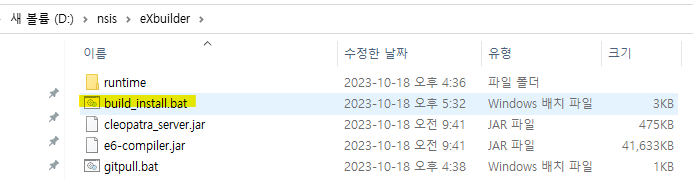 새 볼륨 (D:) > nsis > eXbuilder >
이름 수정한 날짜 유형 크기
runtime 2023-10-18 오후 4:36 파일 폴더
build_install.bat 2023-10-18 오후 5:32 Windows 배치 파일 3KB
cleopatra_server.jar 2023-10-18 오전 9:41 JAR 파일 475KB
e6-compiler.jar 2023-10-18 오전 9:41 JAR 파일 41,633KB
gitpull.bat 2023-10-18 오후 4:38 Windows 배치 파일 1KB